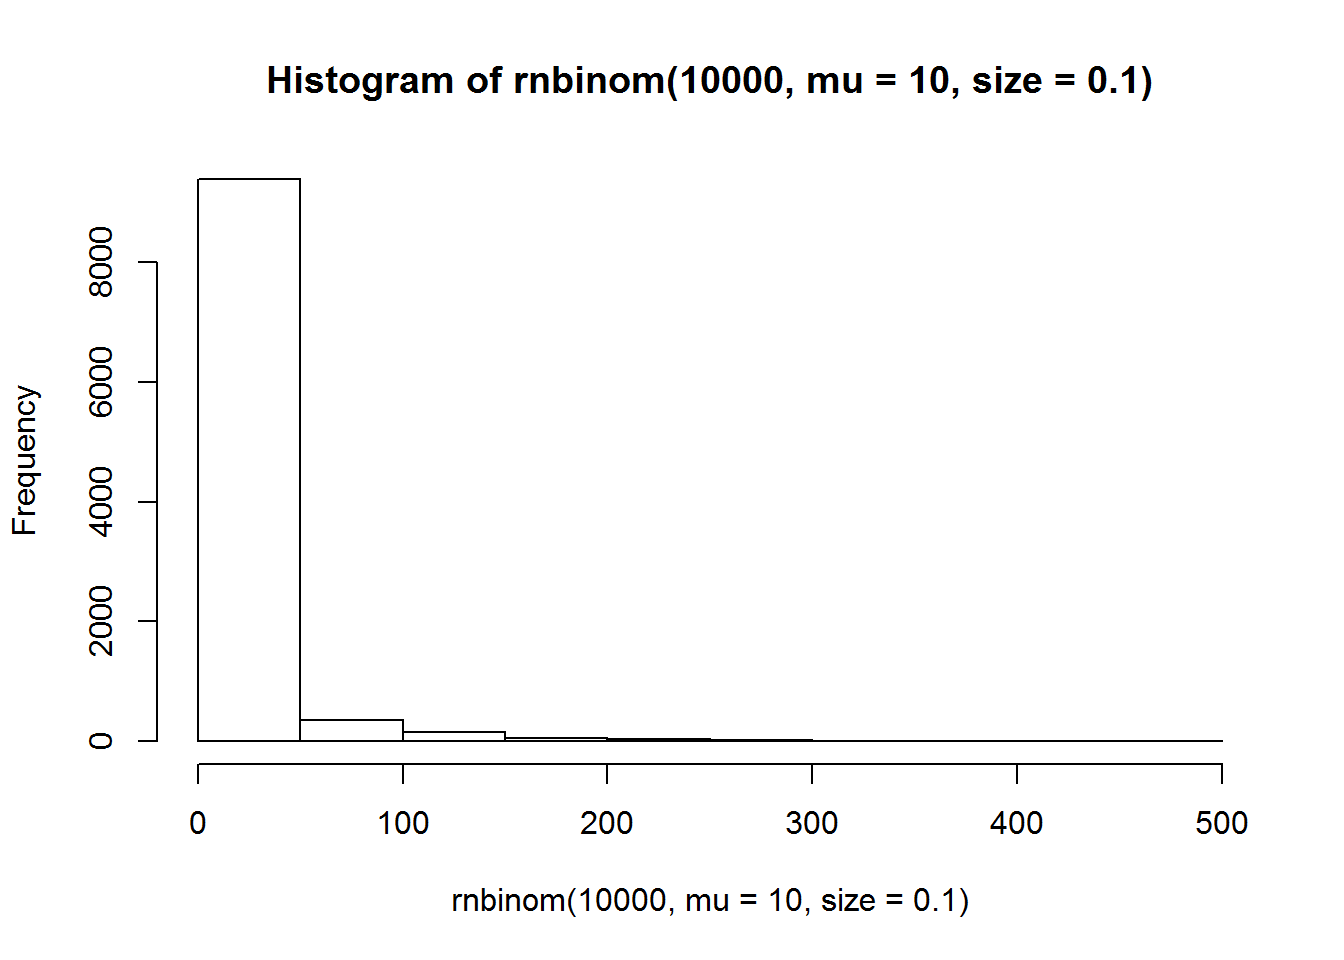 Histogram of rnbinom(10000, mu = 10, size = 0.1)
Frequency
8000
6000
4000
2000
0
0 100 200 300 400 500
rnbinom(10000, mu = 10, size = 0.1)